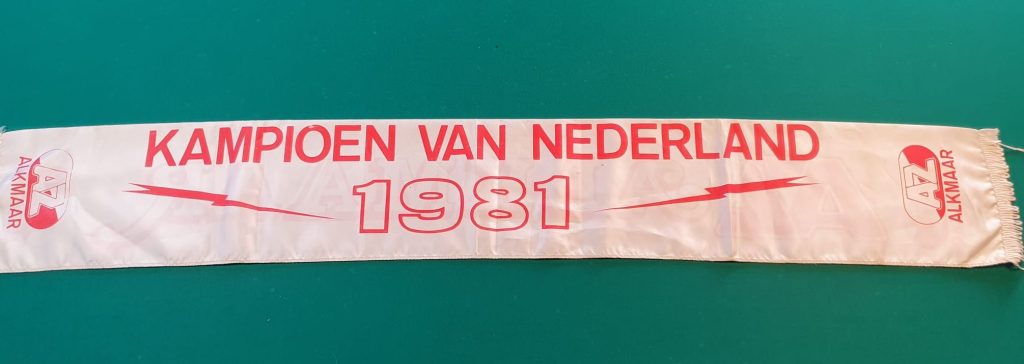 KAMPIOEN VAN NEDERLAND
1981
AZ
ALKMAAR
AZ
ALKMAAR